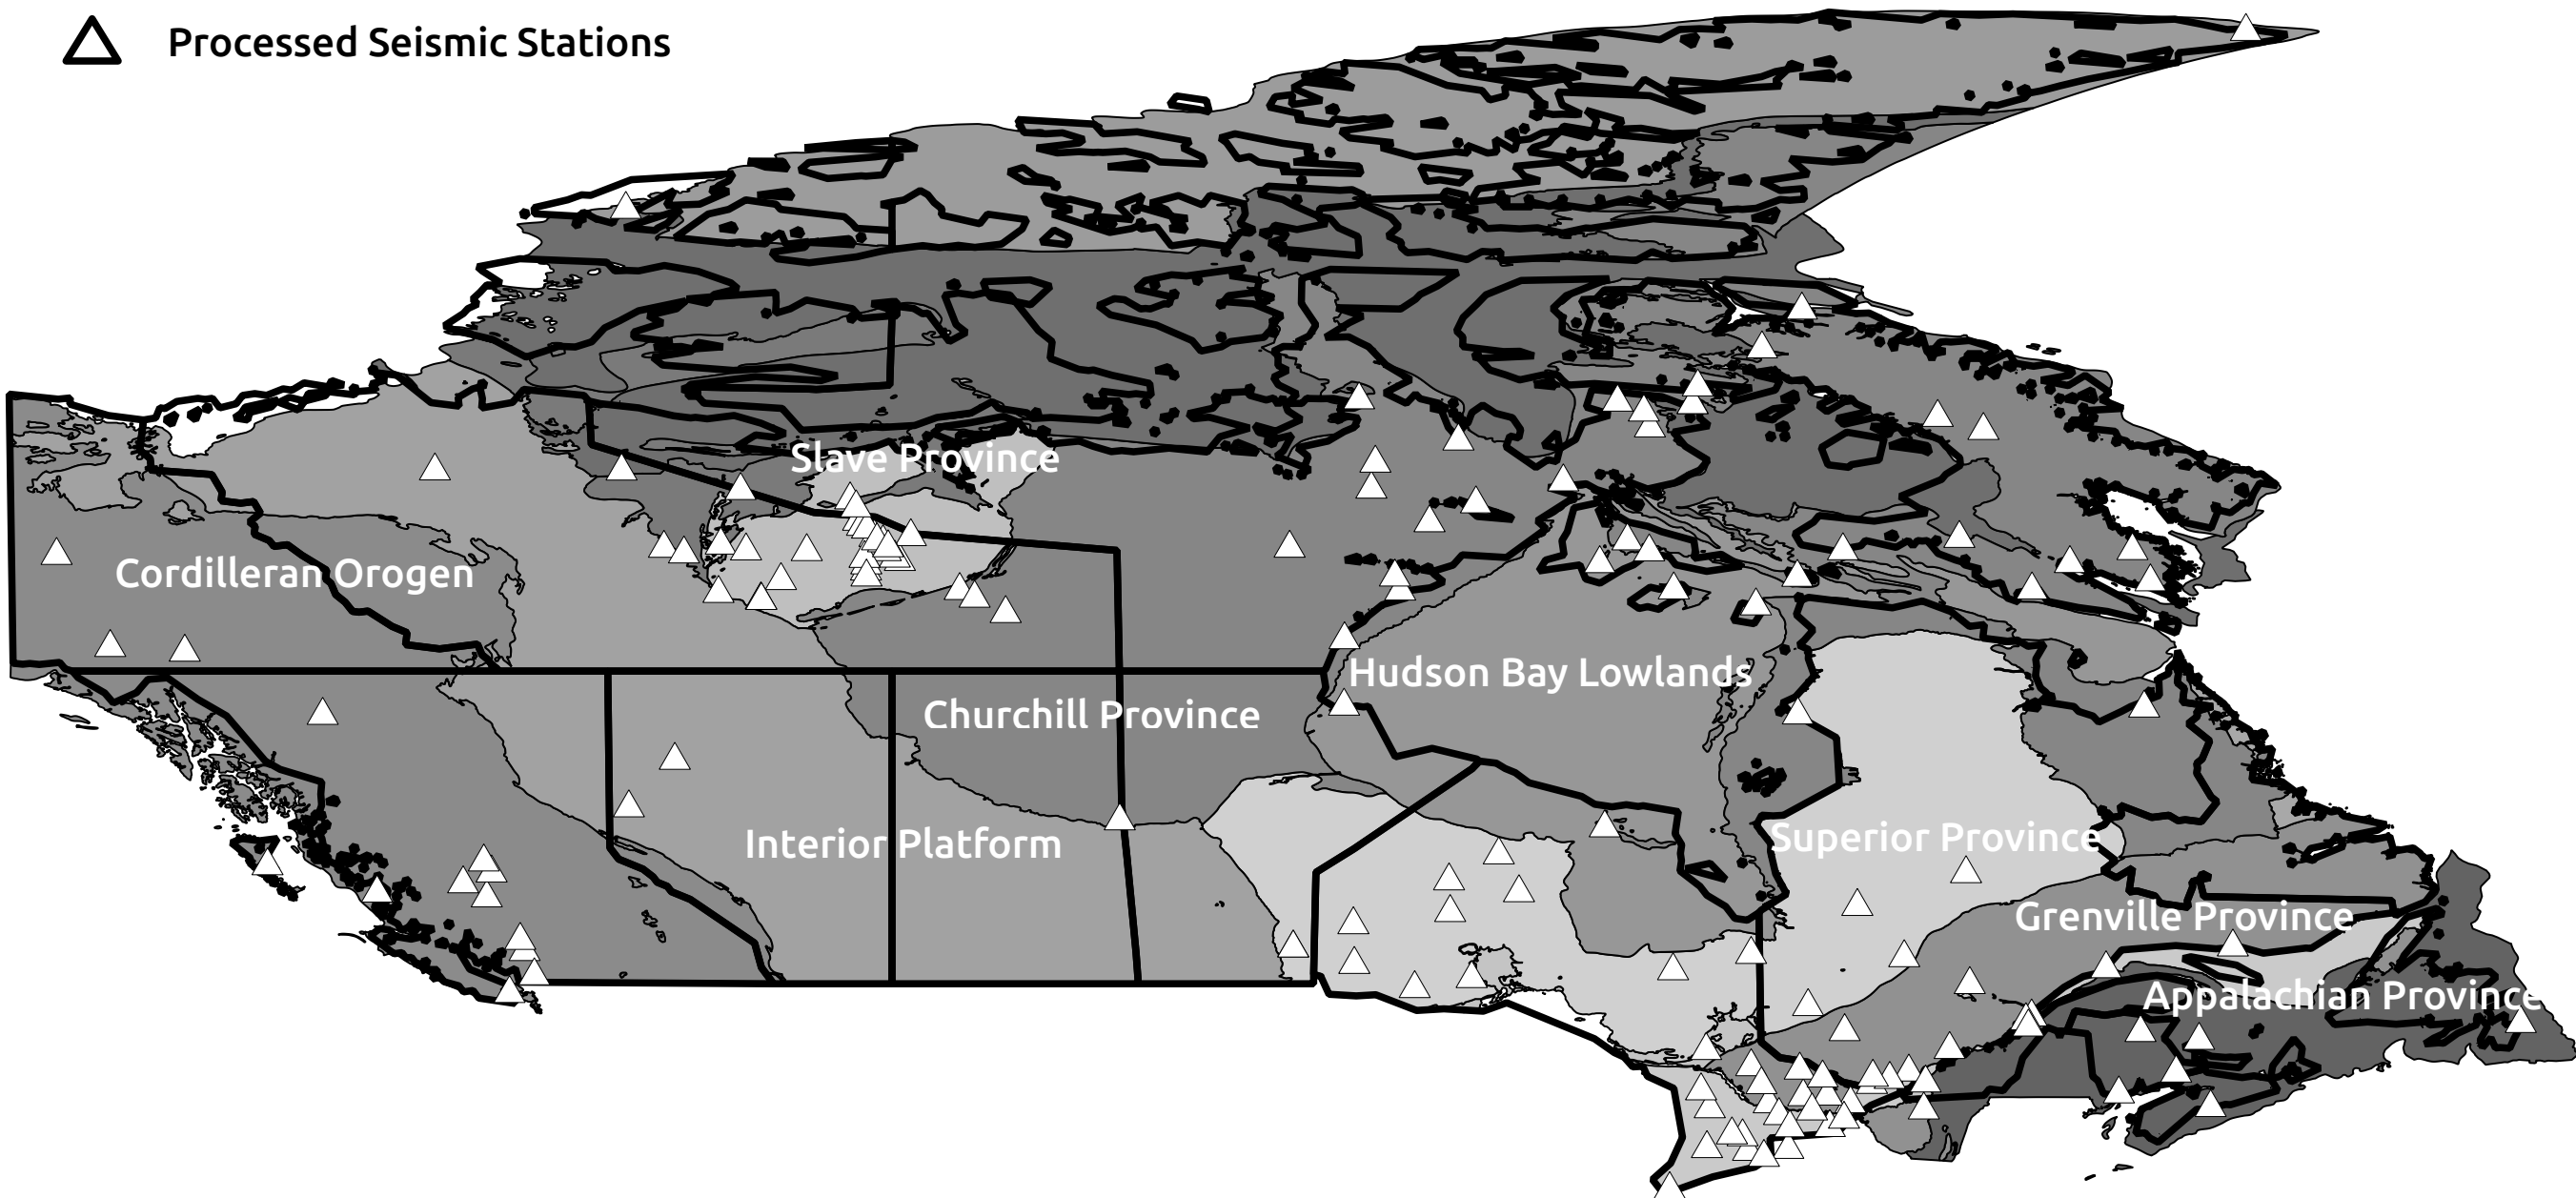 Processed Seismic Stations
Slave Province
Cordilleran Orogen
Hudson Bay Lowlands
Churchill Province
Interior Platform
Superior Province
Grenville Province
Appalachian Province